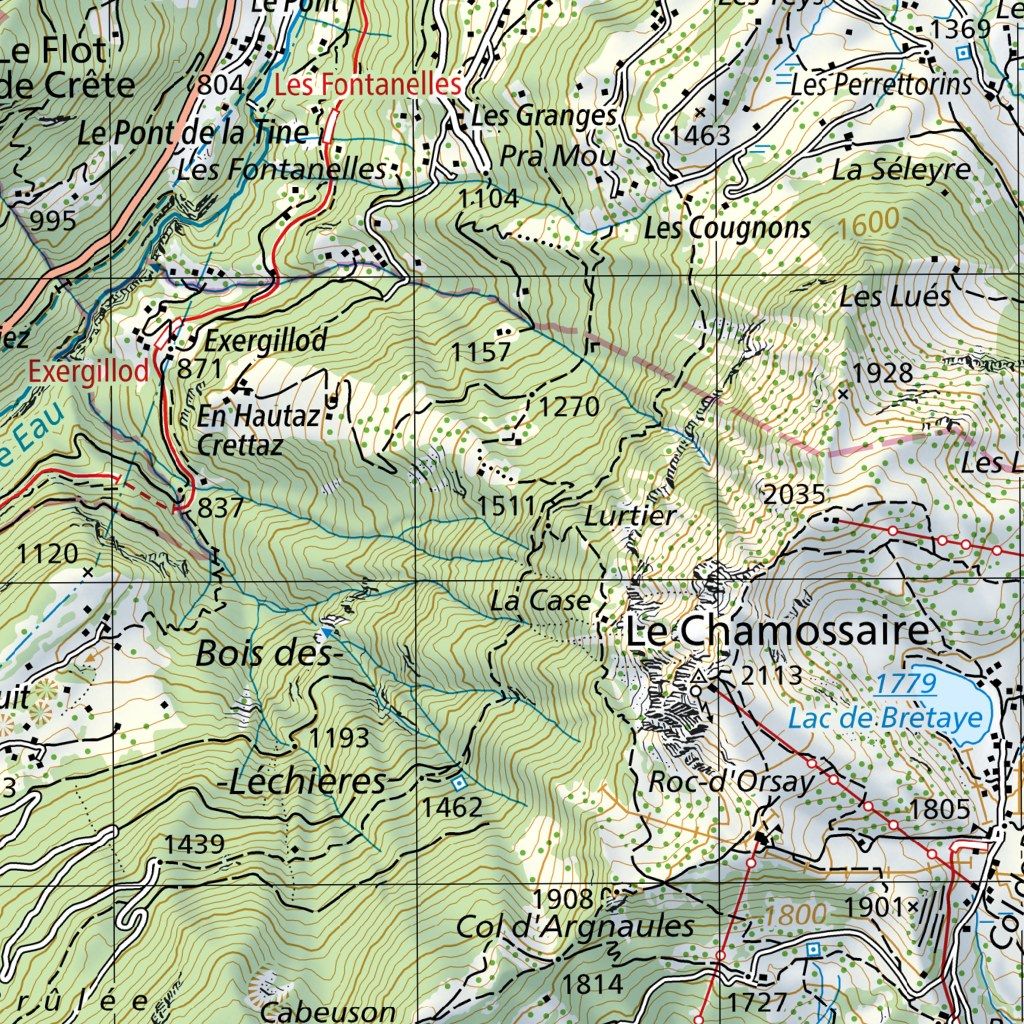 Le Pont
1369
Le Flot
de Crête
804
Les Fontanelles
Les Perrettorins
Les Granges
Le Pont de la Tine
1463
Les Fontanelles
Pra Mou
La Séleyre
1104
995
Les Cougnons
1600
Les Lués
Exergillod
1157
Exergillod
871
1928
1270
En Hautaz
Crettaz
Eau
Les
2035
837
1511
Lurtier
1120
La Case
Le Chamossaire
Bois des-
2113
1779
Lac de Bretaye
1193
-Léchières
Roc-d'Orsay
1462
1805
3
1439
1908
1800
1901
Col d'Argnaules
1814
1727
Cabeuson